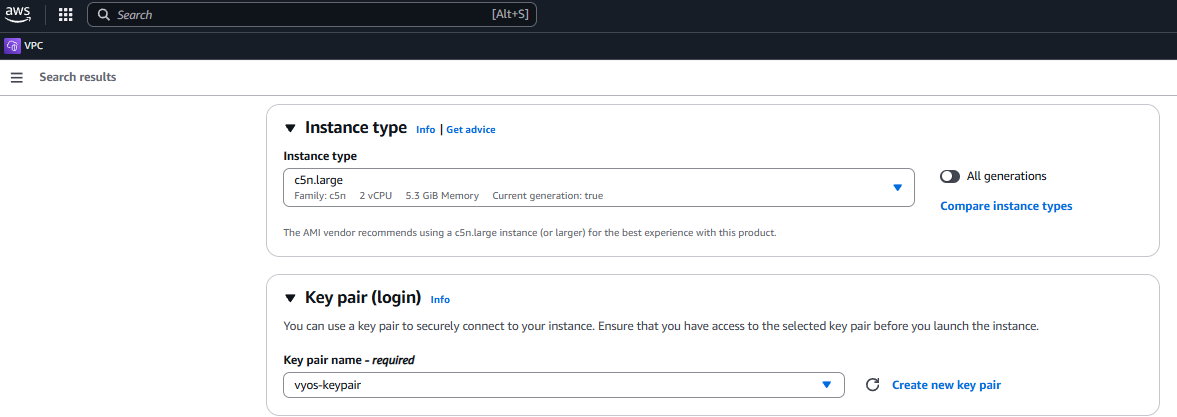 aws
Search [Alt+S]
VPC
Search results
Instance type Info | Get advice
Instance type
c5n.large
Family: c5n 2 vCPU 5.3 GiB Memory Current generation: true
All generations
Compare instance types
The AMI vendor recommends using a c5n.large instance (or larger) for the best experience with this product.
Key pair (login) Info
You can use a key pair to securely connect to your instance. Ensure that you have access to the selected key pair before you launch the instance.
Key pair name - required
vyos-keypair
Create new key pair